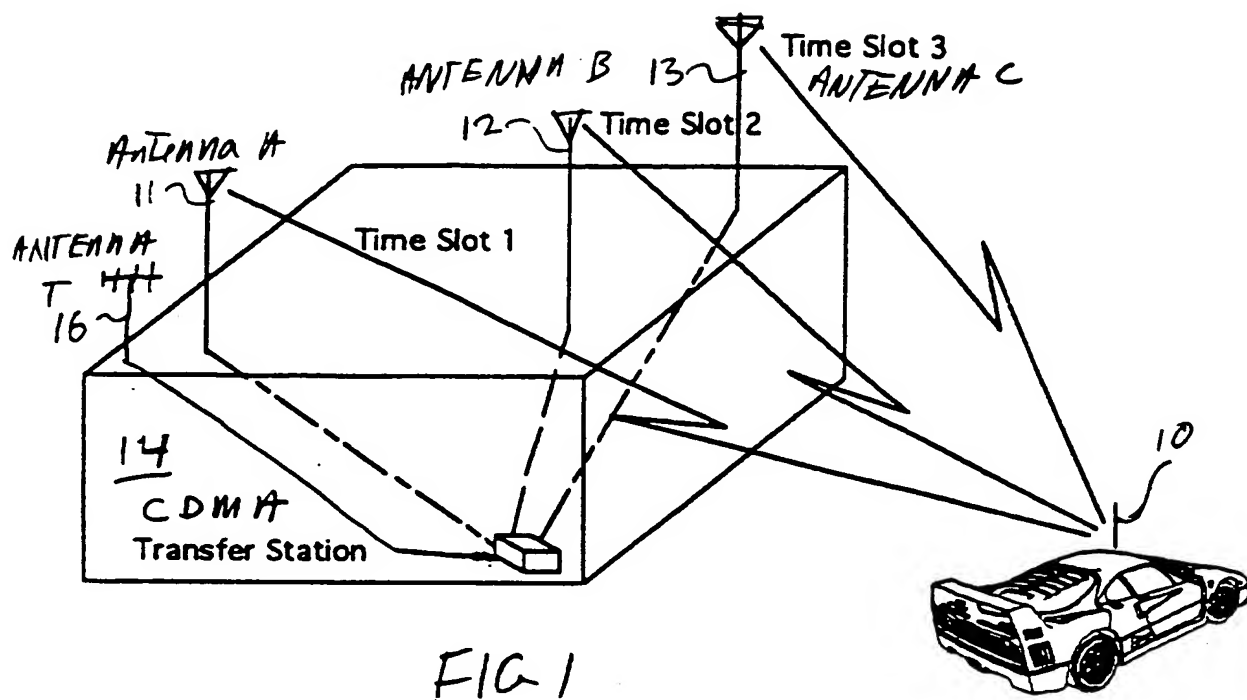 Time Slot 3
ANTENNA C
13
ANTENNA B
12
Time Slot 2
Antenna A
11
Time Slot 1
ANTENNA
T
16
10
14
CDMA
Transfer Station
FIG 1